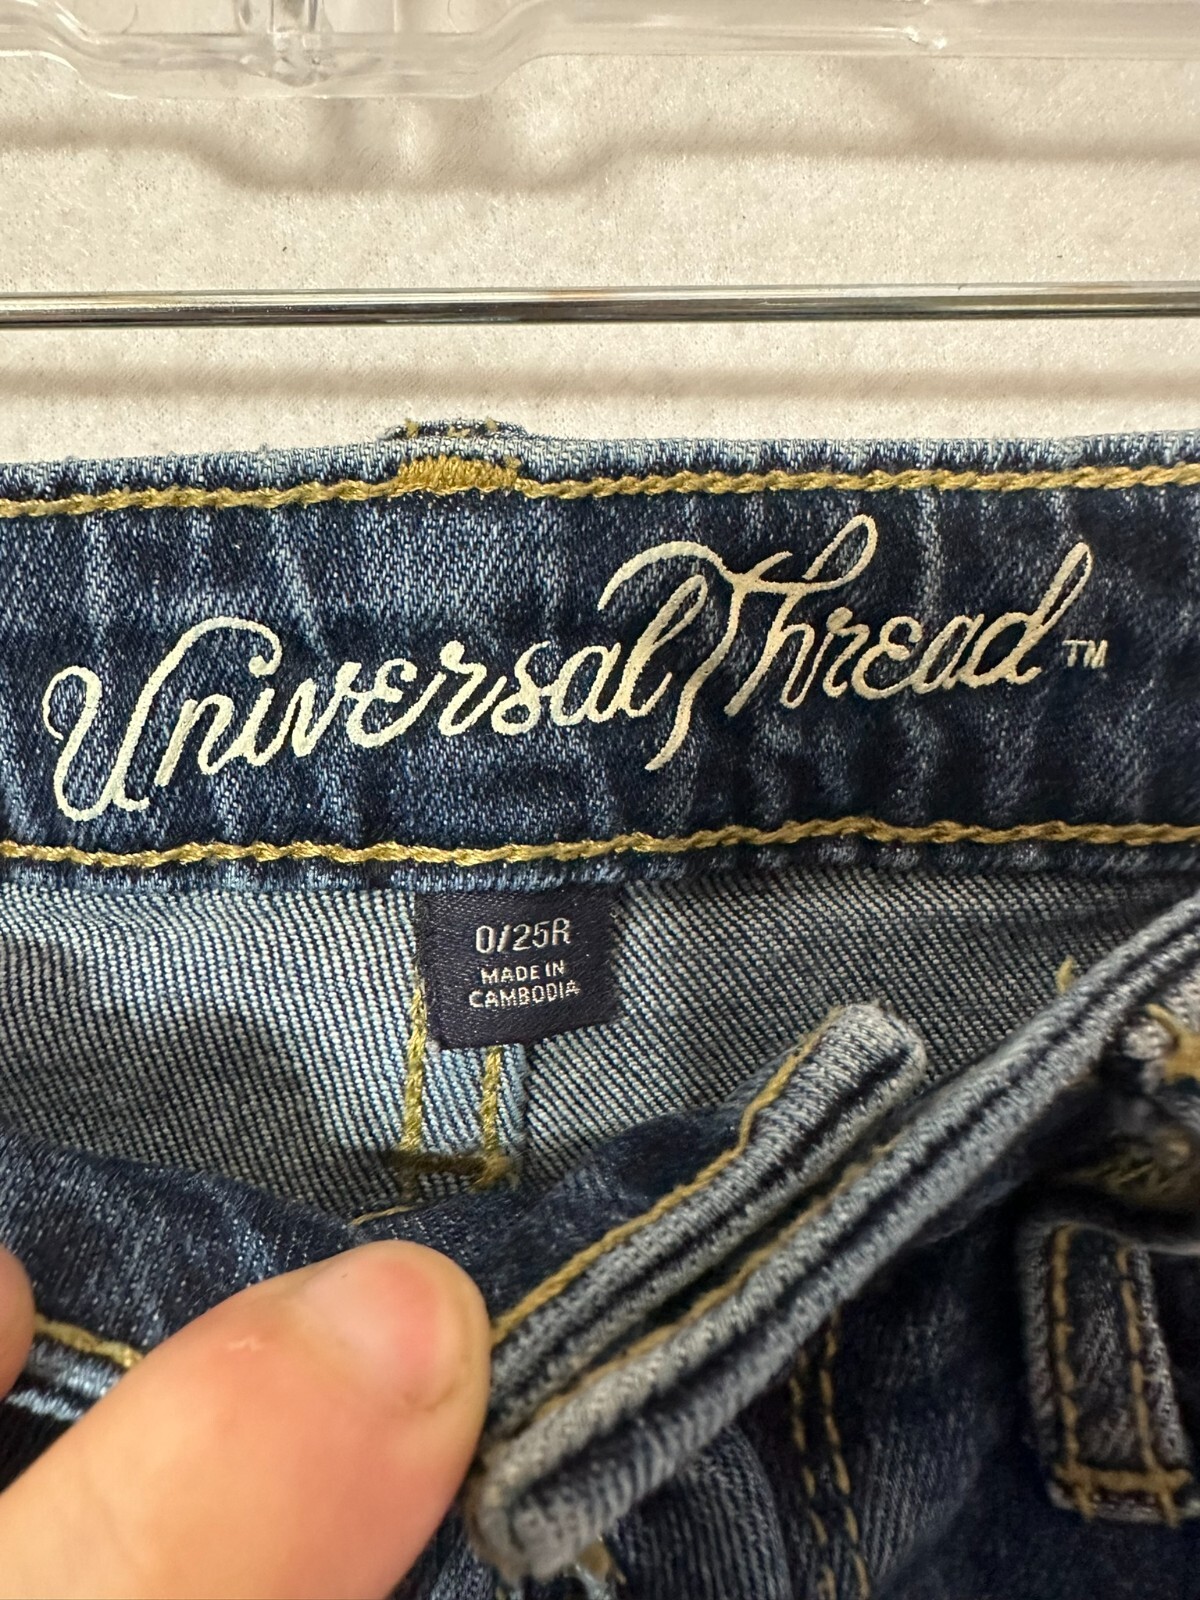 Universal Thread™
0/25R
MADE IN
CAMBODIA